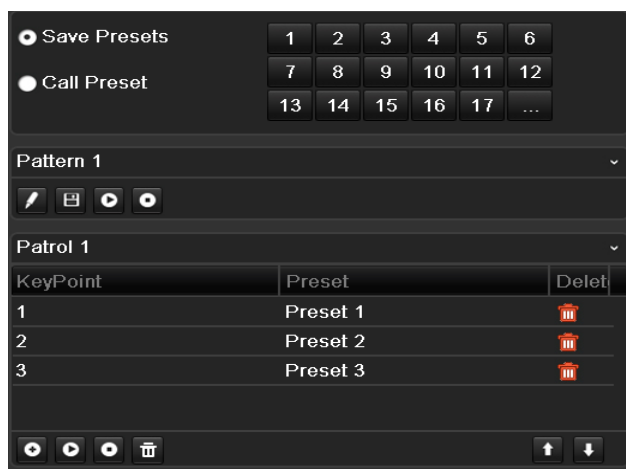 Save Presets
1 2 3 4 5 6
Call Preset
7 8 9 10 11 12
13 14 15 16 17 ...
Pattern 1
Patrol 1
KeyPoint Preset Delet
1 Preset 1
2 Preset 2
3 Preset 3